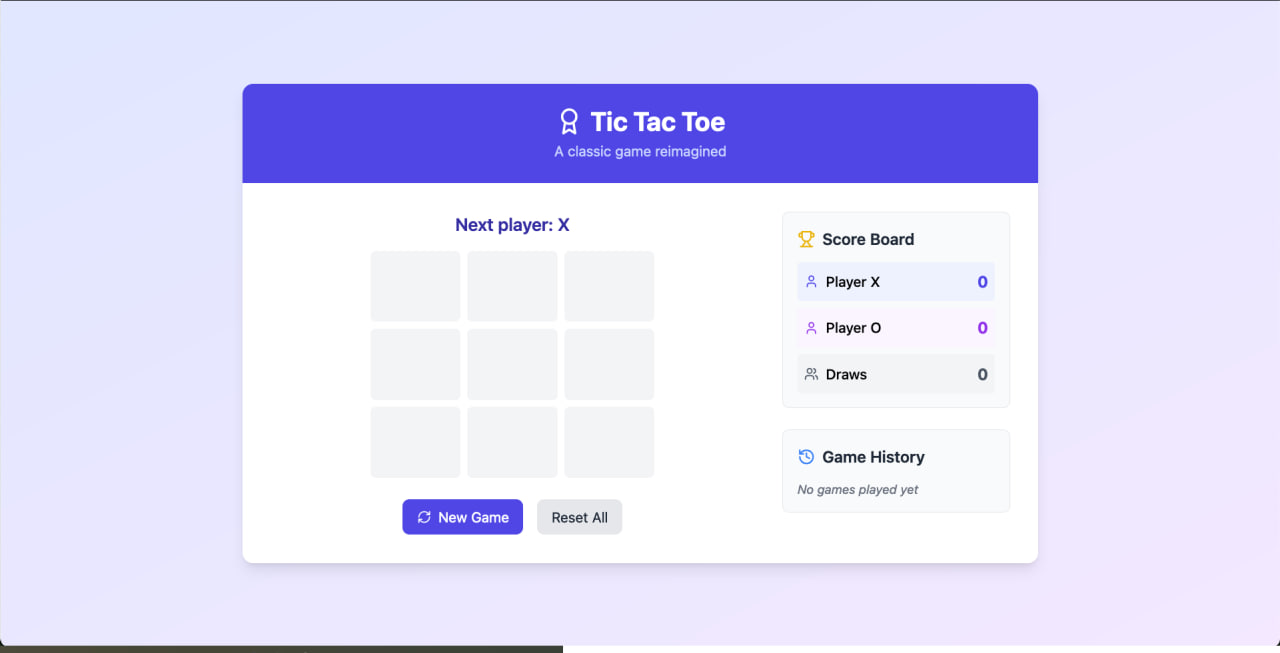 Tic Tac Toe
A classic game reimagined
Next player: X
New Game
Reset All
Score Board
Player X 0
Player O 0
Draws 0
Game History
No games played yet